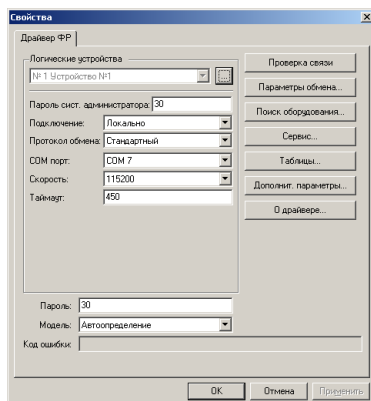 Свойства
Драйвер ФР
Логические устройства
№ 1 Устройство №1
...
Пароль сист. администратора: 30
Подключение: Локально
Протокол обмена: Стандартный
COM порт: COM 7
Скорость: 115200
Таймаут: 450
Пароль: 30
Модель: Автоопределение
Код ошибки:
Проверка связи
Параметры обмена...
Поиск оборудования...
Сервис...
Таблицы...
Дополнит. параметры...
О драйвере...
OK
Отмена
Применить